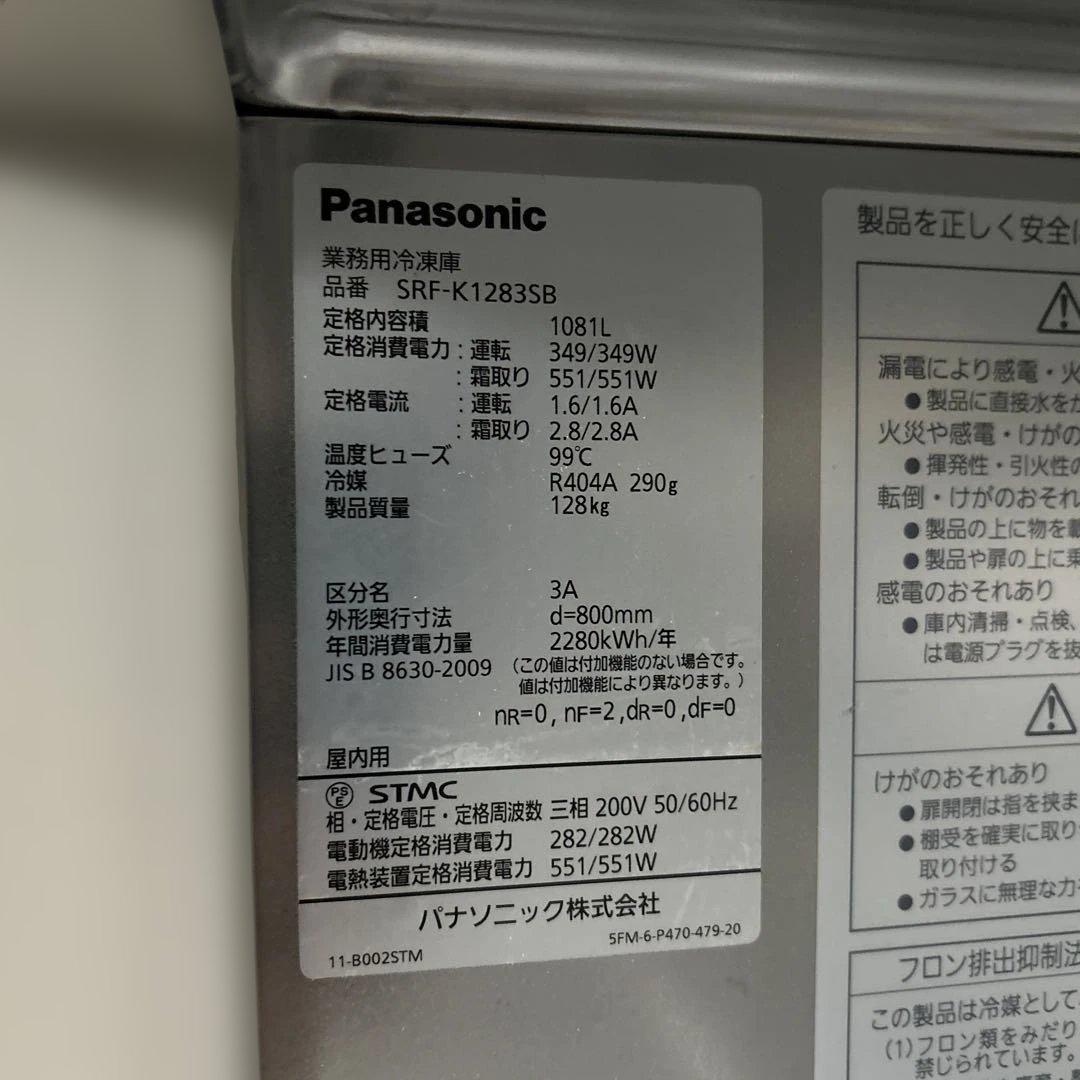 Panasonic
業務用冷凍庫
品番 SRF-K1283SB
定格内容積 1081L
定格消費電力:運転 349/349W
:霜取り 551/551W
定格電流 :運転 1.6/1.6A
:霜取り 2.8/2.8A
温度ヒューズ 99℃
冷媒 R404A 290g
製品質量 128kg
区分名 3A
外形奥行寸法 d=800mm
年間消費電力量 2280kWh/年
JIS B 8630-2009 (この値は付加機能のない場合です。
値は付加機能により異なります。)
nR=0, nF=2,dR=0,dF=0
屋内用
PSE STMC
相・定格電圧・定格周波数 三相 200V 50/60Hz
電動機定格消費電力 282/282W
電熱装置定格消費電力 551/551W
パナソニック株式会社
5FM-6-P470-479-20
11-B002STM
製品を正しく安全に
漏電により感電・火
●製品に直接水をか
火災や感電・けがの
●揮発性・引火性の
転倒・けがのおそれ
●製品の上に物を載
●製品や扉の上に乗
感電のおそれあり
●庫内清掃・点検、
は電源プラグを抜
けがのおそれあり
●扉開閉は指を挟ま
●棚受を確実に取り
取り付ける
●ガラスに無理な力を
フロン排出抑制法
この製品は冷媒として
(1)フロン類をみだり
禁じられています。